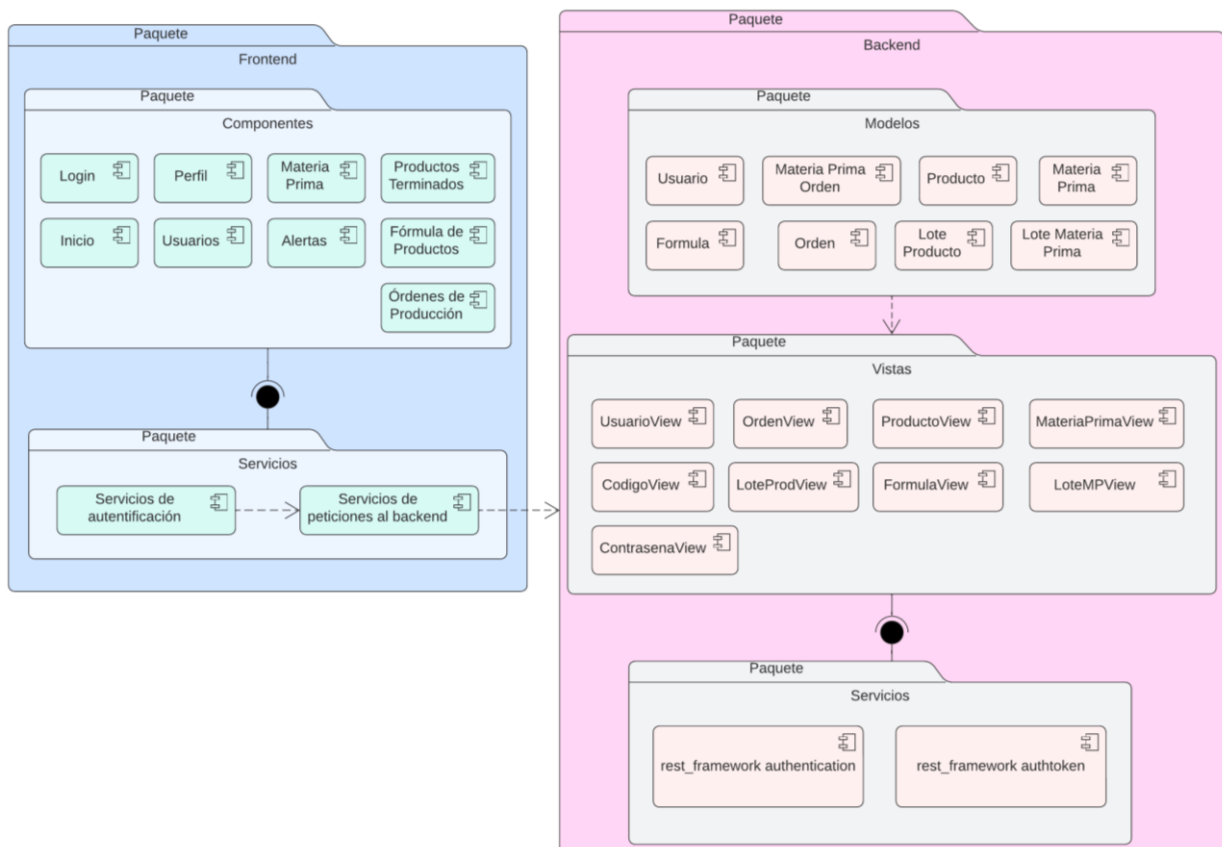 Paquete
Frontend
Paquete
Componentes
Login
Perfil
Materia
Prima
Productos
Terminados
Inicio
Usuarios
Alertas
Fórmula de
Productos
Órdenes de
Producción
Paquete
Servicios
Servicios de
autentificación
Servicios de
peticiones al backend
Paquete
Backend
Paquete
Modelos
Usuario
Materia Prima
Orden
Producto
Materia
Prima
Formula
Orden
Lote
Producto
Lote Materia
Prima
Paquete
Vistas
UsuarioView
OrdenView
ProductoView
MateriaPrimaView
CodigoView
LoteProdView
FormulaView
LoteMPView
ContrasenaView
Paquete
Servicios
rest_framework authentication
rest_framework authtoken